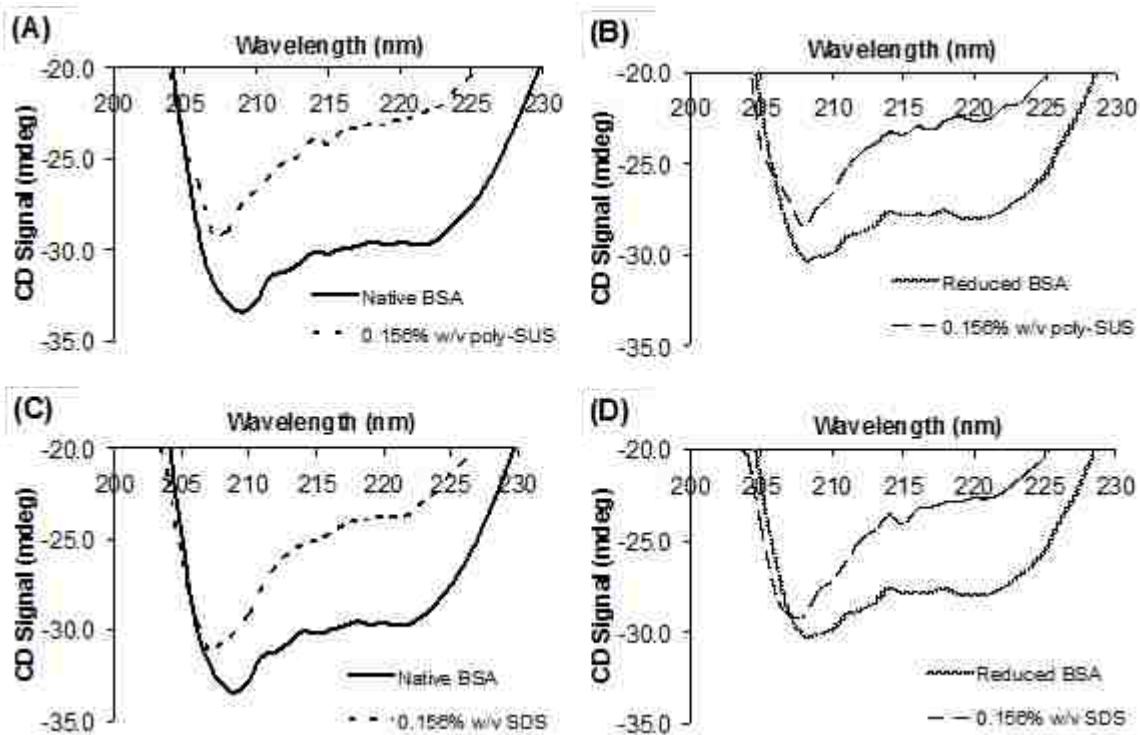 (A)
Wavelength (nm)
-20.0
200 205 210 215 220 225 230
-25.0
-30.0
-35.0
CD Signal (mdeg)
Native BSA
0.156% w/v poly-SUS
(B)
Wavelength (nm)
-20.0
200 205 210 215 220 225 230
-25.0
-30.0
-35.0
CD Signal (mdeg)
Reduced BSA
0.156% w/v poly-SUS
(C)
Wavelength (nm)
-20.0
200 205 210 215 220 225 230
-25.0
-30.0
-35.0
CD Signal (mdeg)
Native BSA
0.156% w/v SDS
(D)
Wavelength (nm)
-20.0
200 205 210 215 220 225 230
-25.0
-30.0
-35.0
CD Signal (mdeg)
Reduced BSA
0.156% w/v SDS